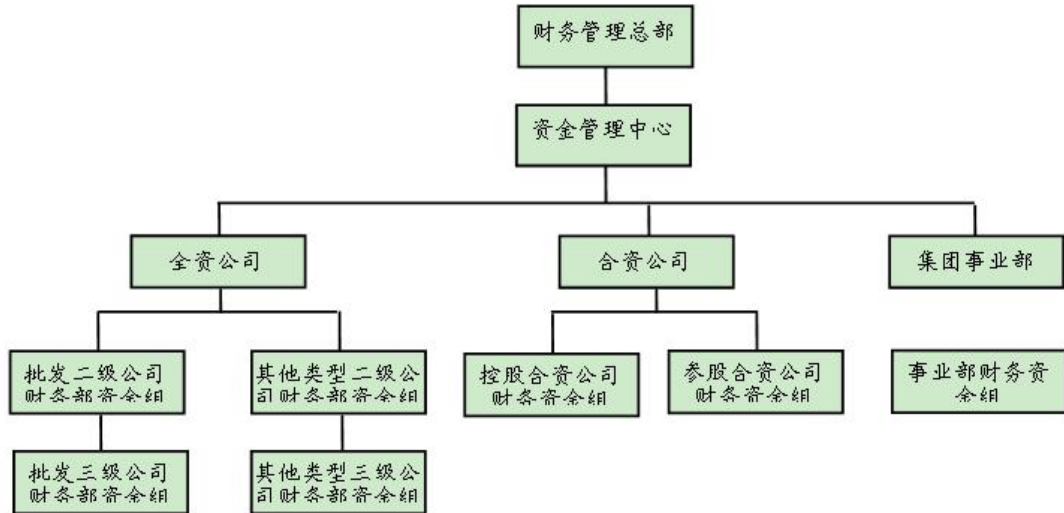 财务管理总部
资金管理中心
全资公司
合资公司
集团事业部
批发二级公司
财务部资金组
其他类型二级公
司财务部资金组
控股合资公司
财务资金组
参股合资公司
财务资金组
事业部财务资
金组
批发三级公司
财务部资金组
其他类型三级公
司财务部资金组